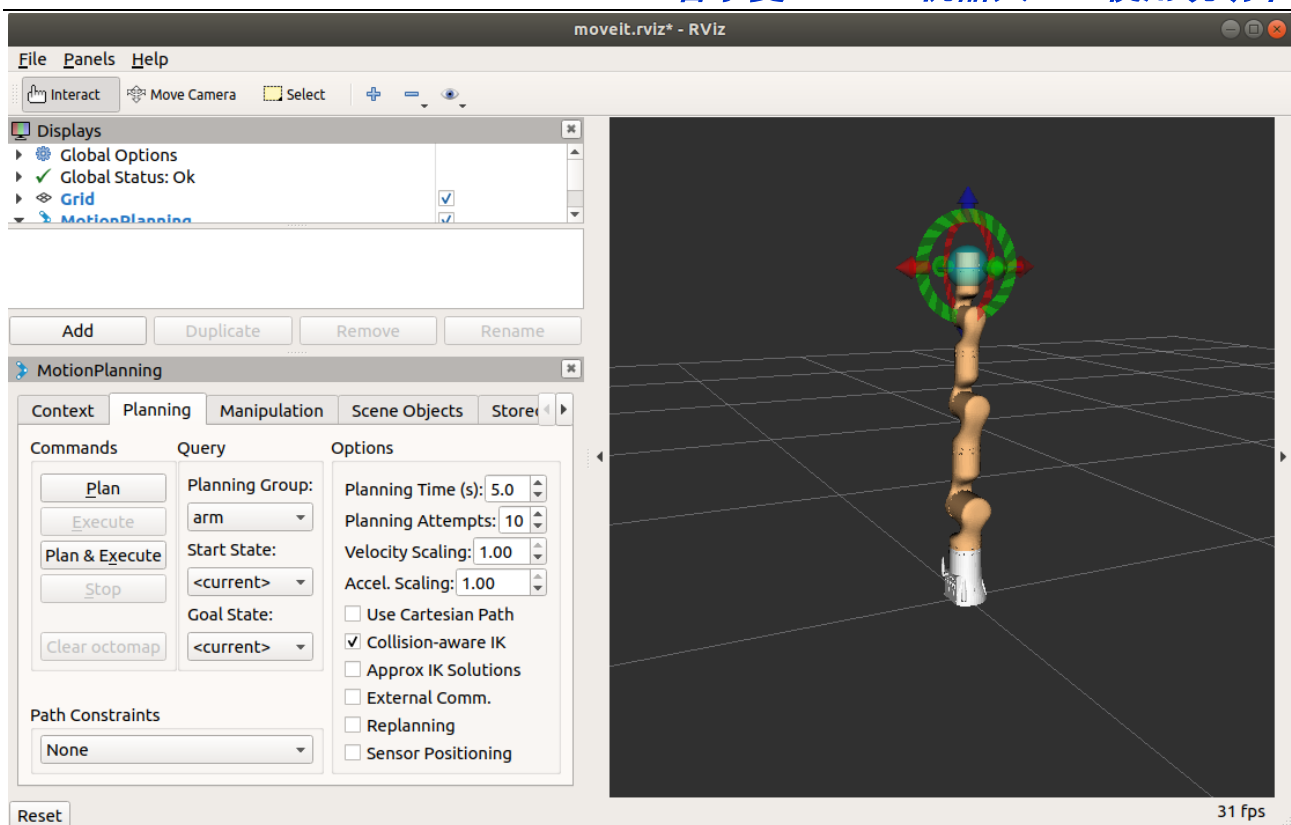 moveit.rviz* - RViz
File Panels Help
Interact Move Camera Select
Displays
Global Options
Global Status: Ok
Grid
MotionPlanning
Add Duplicate Remove Rename
MotionPlanning
Context Planning Manipulation Scene Objects
Commands Query Options
Plan Planning Group: Planning Time (s): 5.0
Execute arm Planning Attempts: 10
Plan & Execute Start State: Velocity Scaling: 1.00
Stop <current> Accel. Scaling: 1.00
Goal State: Use Cartesian Path
Clear octomap <current> Collision-aware IK
Approx IK Solutions
External Comm.
Path Constraints Replanning
None Sensor Positioning
Reset 31 fps